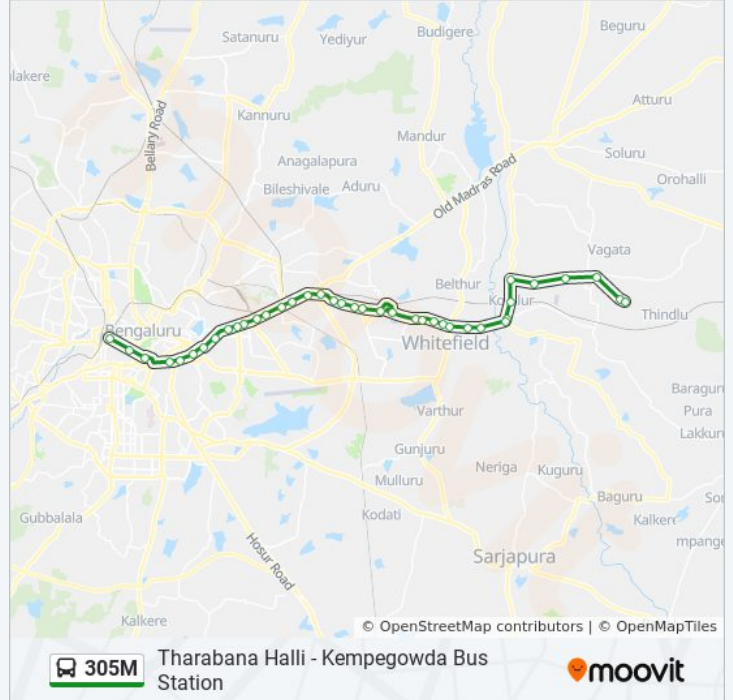 Satanuru
Yediyur
Budigere
Beguru
alakere
Atturu
Bellary Road
Kannuru
Mandur
Soluru
Anagalapura
Bileshivale
Aduru
Orohalli
Old Madras Road
Vagata
Belthur
Thindlu
Bengaluru
Whitefield
Baragur
Varthur
Pura
Lakkur
Gunjuru
Neriga
Kuguru
Mulluru
Baguru
Kodati
Gubbalala
Kalkere
mpange
Hosur Road
Sarjapura
Kalkere
© OpenStreetMap contributors | © OpenMapTiles
305M
Tharabana Halli - Kempegowda Bus
Station
moovit